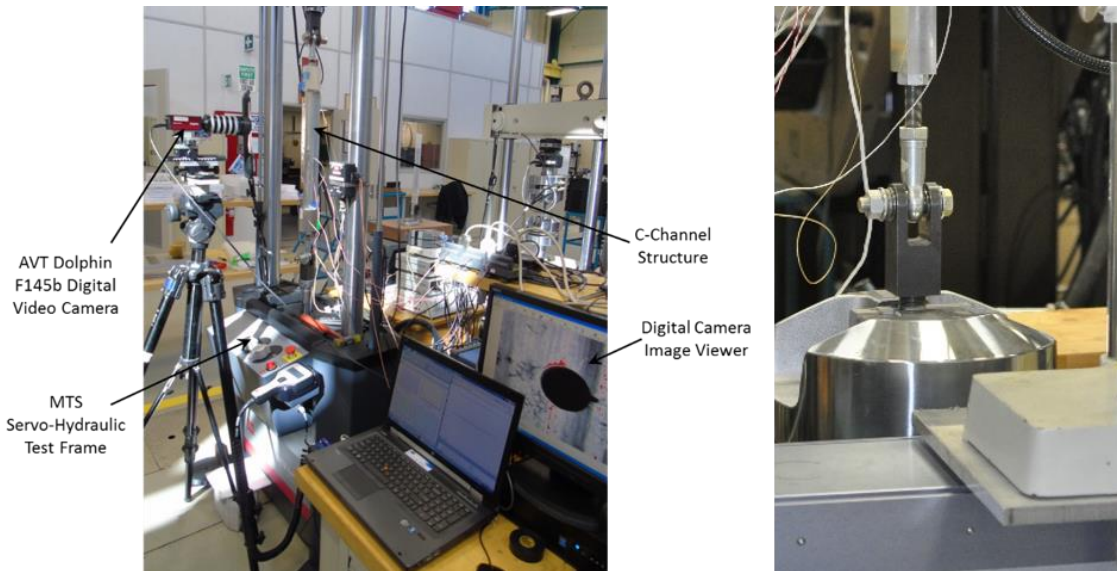 AVT Dolphin
F145b Digital
Video Camera
MTS
Servo-Hydraulic
Test Frame
C-Channel
Structure
Digital Camera
Image Viewer